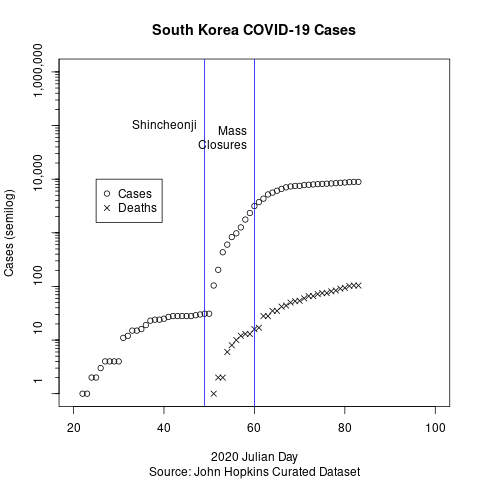 South Korea COVID-19 Cases
1,000,000
10,000
100
10
1
Cases (semilog)
Shincheonji
Mass
Closures
Cases
Deaths
20
40
60
80
100
2020 Julian Day
Source: John Hopkins Curated Dataset